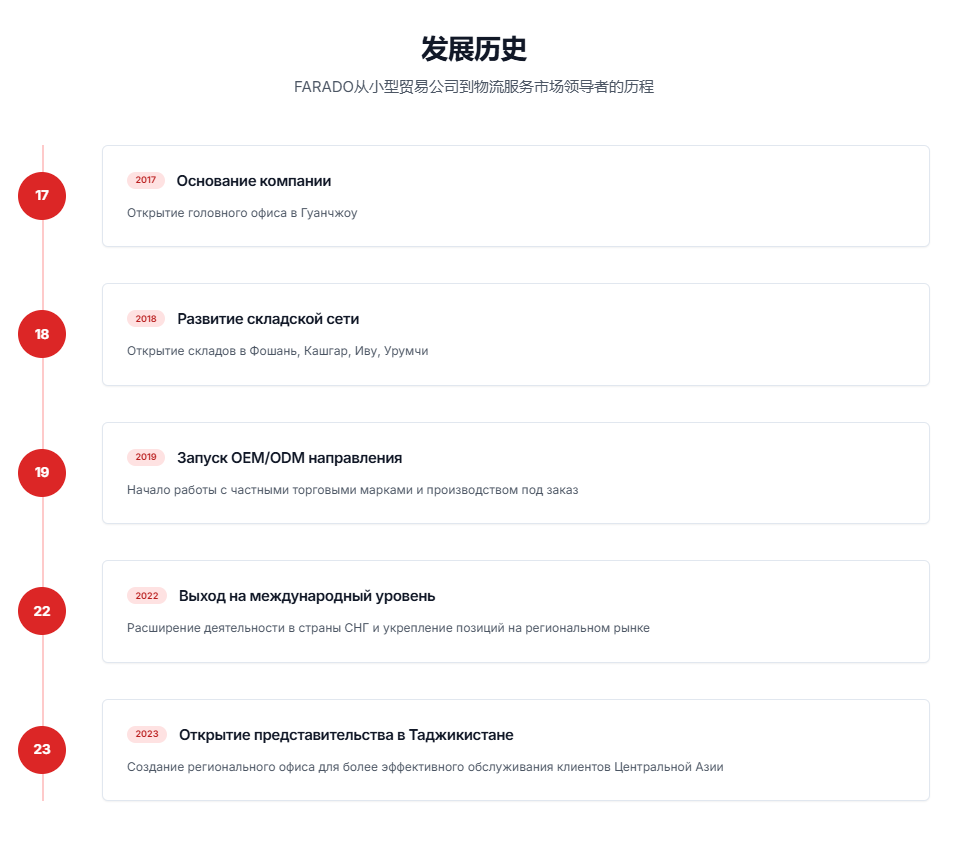 发展历史
FARADO从小型贸易公司到物流服务市场领导者的历程
17
2017 Основание компании
Открытие головного офиса в Гуанчжоу
18
2018 Развитие складской сети
Открытие складов в Фошань, Кашгар, Иву, Урумчи
19
2019 Запуск OEM/ODM направления
Начало работы с частными торговыми марками и производством под заказ
22
2022 Выход на международный уровень
Расширение деятельности в страны СНГ и укрепление позиций на региональном рынке
23
2023 Открытие представительства в Таджикистане
Создание регионального офиса для более эффективного обслуживания клиентов Центральной Азии